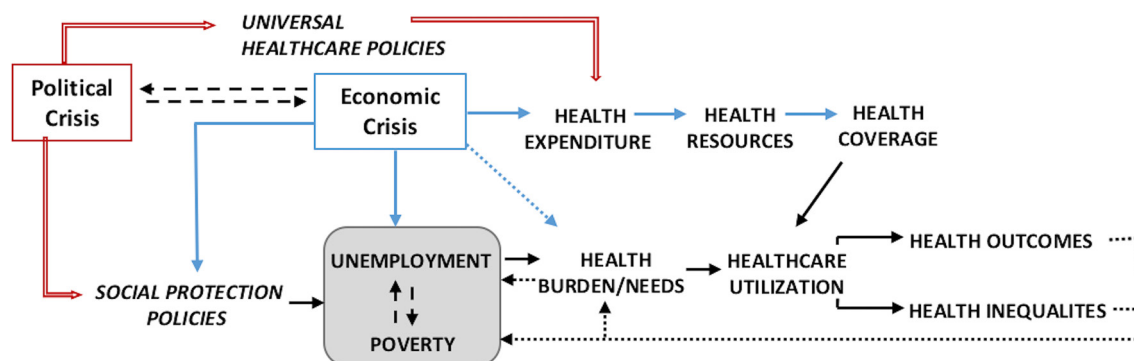 UNIVERSAL
HEALTHCARE POLICIES
Political
Crisis
Economic
Crisis
HEALTH
EXPENDITURE
HEALTH
RESOURCES
HEALTH
COVERAGE
UNEMPLOYMENT
POVERTY
HEALTH
BURDEN/NEEDS
HEALTHCARE
UTILIZATION
HEALTH OUTCOMES
HEALTH INEQUALITES
SOCIAL PROTECTION
POLICIES